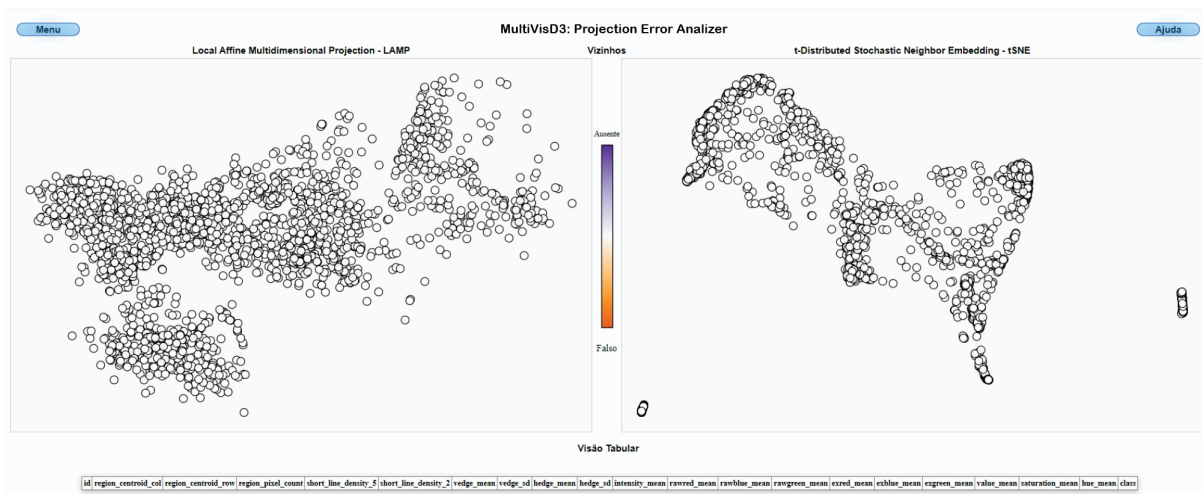 Menu
MultiVisD3: Projection Error Analizer
Ajuda
Local Affine Multidimensional Projection - LAMP
Vizinhos
t-Distributed Stochastic Neighbor Embedding - tSNE
Ausente
Falso
Visão Tabular
id region_centroid_col region_centroid_row region_pixel_count short_line_density_5 short_line_density_2 vedge_mean vedge_sd hedge_mean hedge_sd intensity_mean rawred_mean rawblue_mean rawgreen_mean exred_mean exblue_mean exgreen_mean value_mean saturation_mean hue_mean class